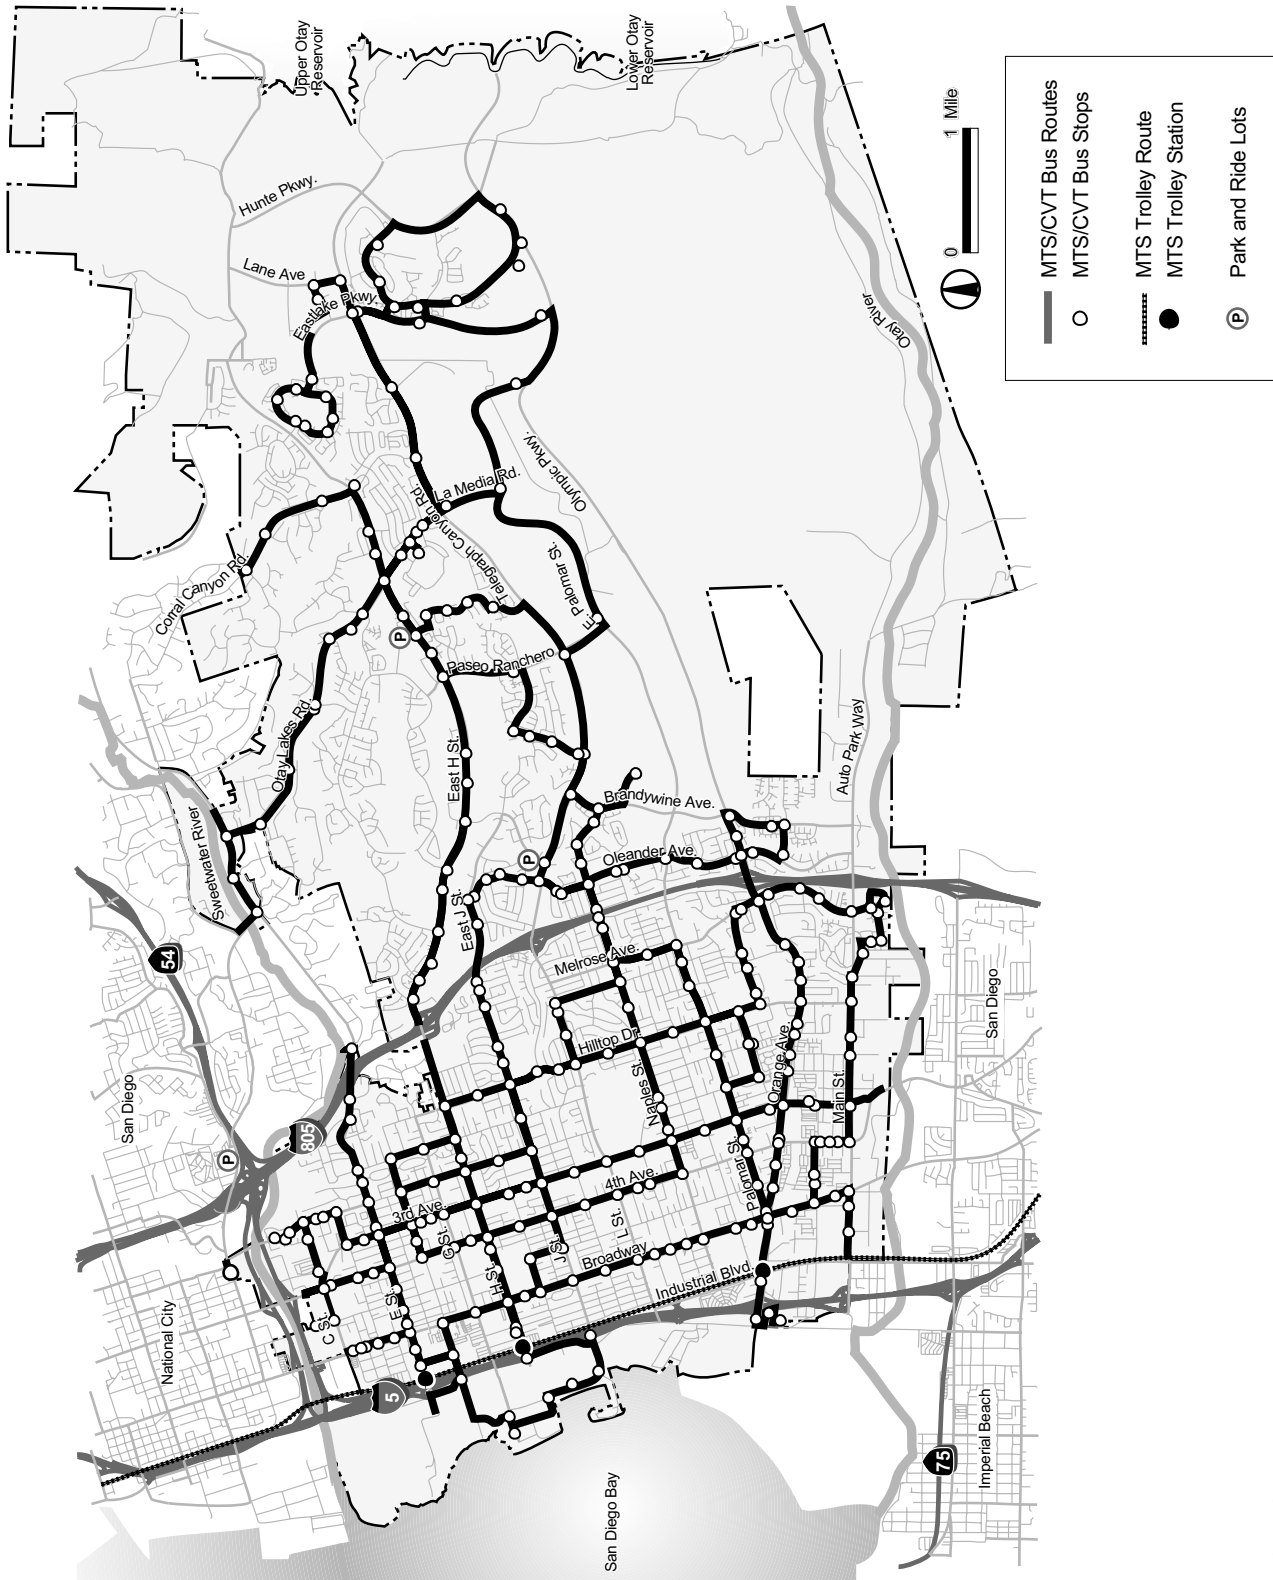 Upper Otay
Reservoir
Lower Otay
Reservoir
Hunte Pkwy.
Lane Ave
Eastlake Pkwy.
Otay River
Olympic Pkwy.
La Media Rd.
Telegraph Canyon Rd.
Corral Canyon Rd.
E. Palomar St.
P
Paseo Ranchero
Otay Lakes Rd.
East H St.
Auto Park Way
Brandywine Ave.
Sweetwater River
P
Oleander Ave.
East J St.
54
Melrose Ave.
San Diego
Hilltop Dr.
Orange Ave.
Naples St.
Main St.
San Diego
805
P
Palomar St.
4th Ave.
3rd Ave.
L St.
G St.
J St.
Broadway
H St.
Industrial Blvd.
E St.
C St.
National City
5
75
Imperial Beach
San Diego Bay
0 1 Mile
MTS/CVT Bus Routes
MTS/CVT Bus Stops
MTS Trolley Route
MTS Trolley Station
P Park and Ride Lots